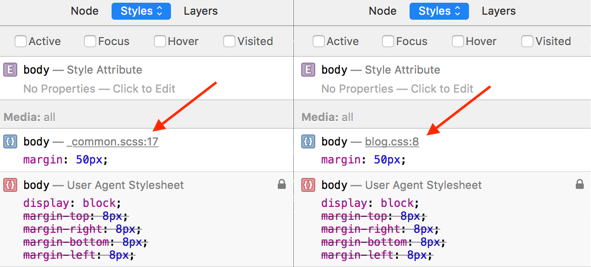 Node Styles Layers
Active Focus Hover Visited
E body — Style Attribute
No Properties — Click to Edit
Media: all
{} body — _common.scss:17
margin: 50px;
{} body — User Agent Stylesheet
display: block;
margin-top: 8px;
margin-right: 8px;
margin-bottom: 8px;
margin-left: 8px;
Node Styles Layers
Active Focus Hover Visited
E body — Style Attribute
No Properties — Click to Edit
Media: all
{} body — blog.css:8
margin: 50px;
{} body — User Agent Stylesheet
display: block;
margin-top: 8px;
margin-right: 8px;
margin-bottom: 8px;
margin-left: 8px;